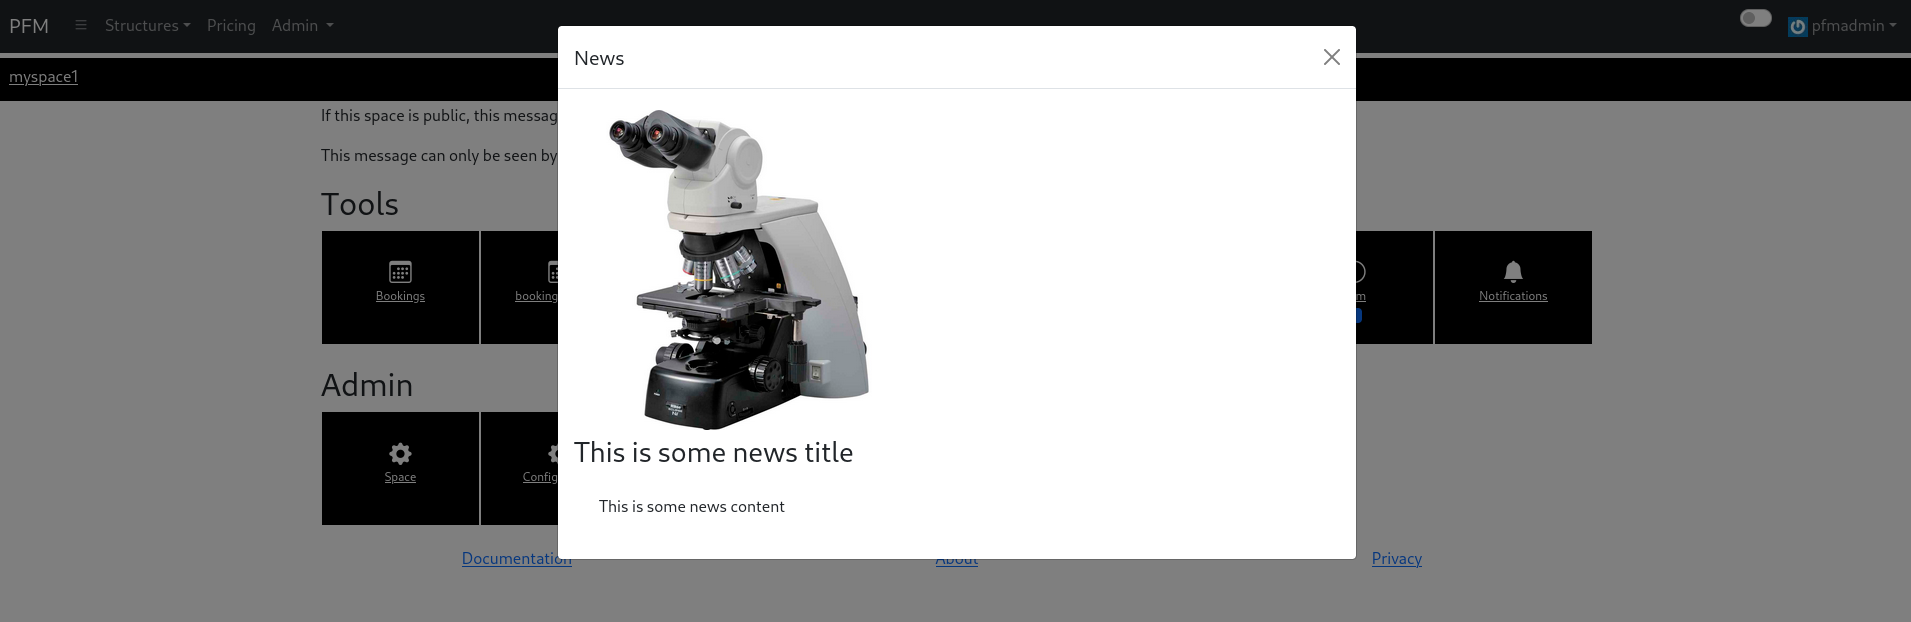 PFM Structures Pricing Admin pfmadmin
myspace1
News
If this space is public, this messag
This message can only be seen by
Tools
Bookings booking m Notifications
Admin
Space Config
This is some news title
This is some news content
Documentation About Privacy